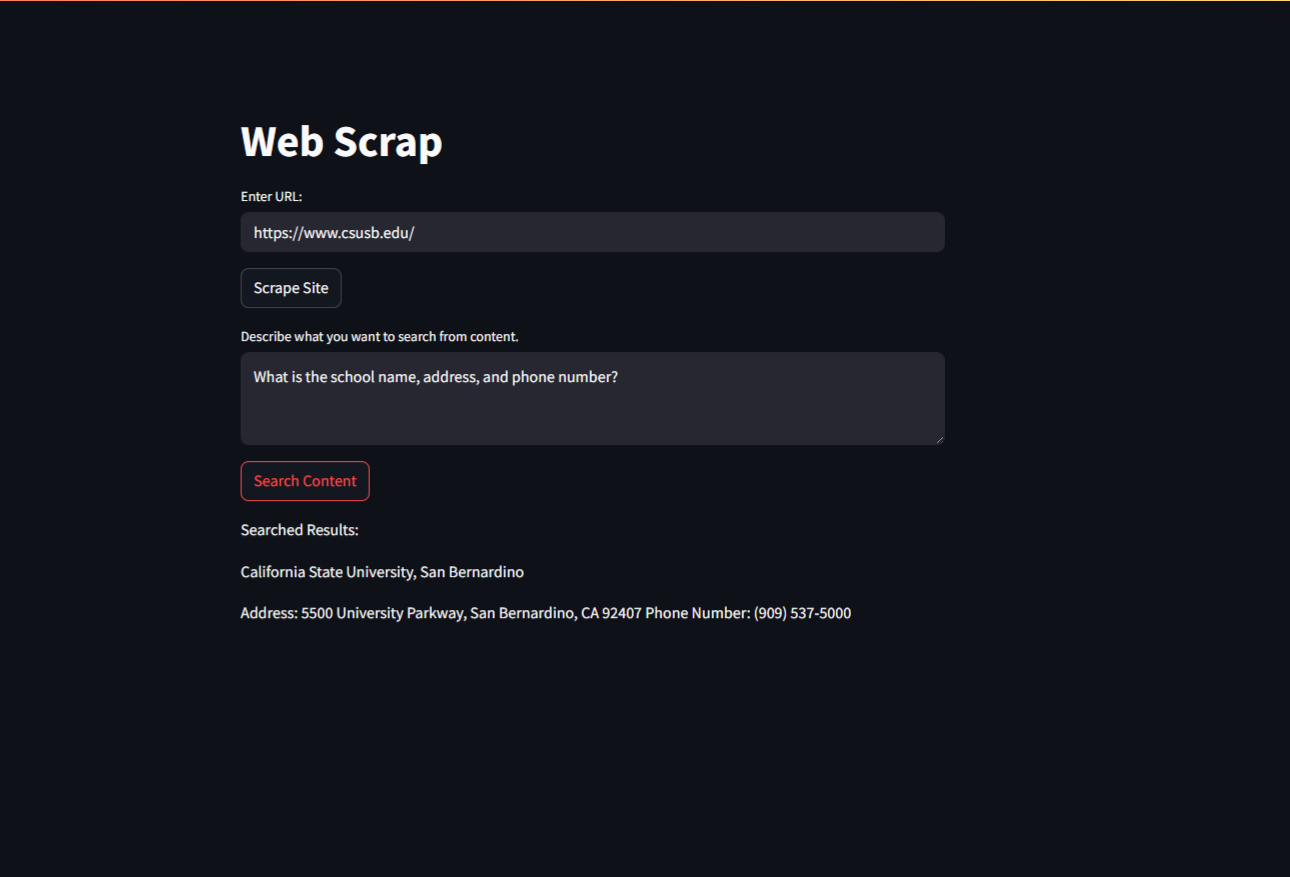 Web Scrap
Enter URL:
https://www.csusb.edu/
Scrape Site
Describe what you want to search from content.
What is the school name, address, and phone number?
Search Content
Searched Results:
California State University, San Bernardino
Address: 5500 University Parkway, San Bernardino, CA 92407 Phone Number: (909) 537-5000